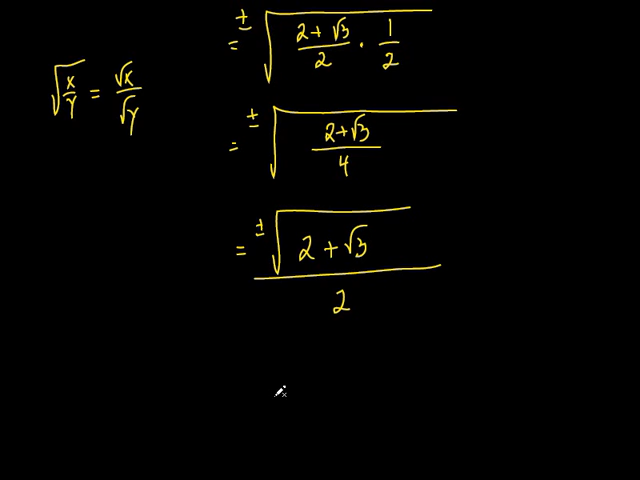 = ± √((2 + √3)/2 · 1/2)
√(x/y) = √x/√y
= ± √((2+√3)/4)
= ± √(2 + √3) / 2